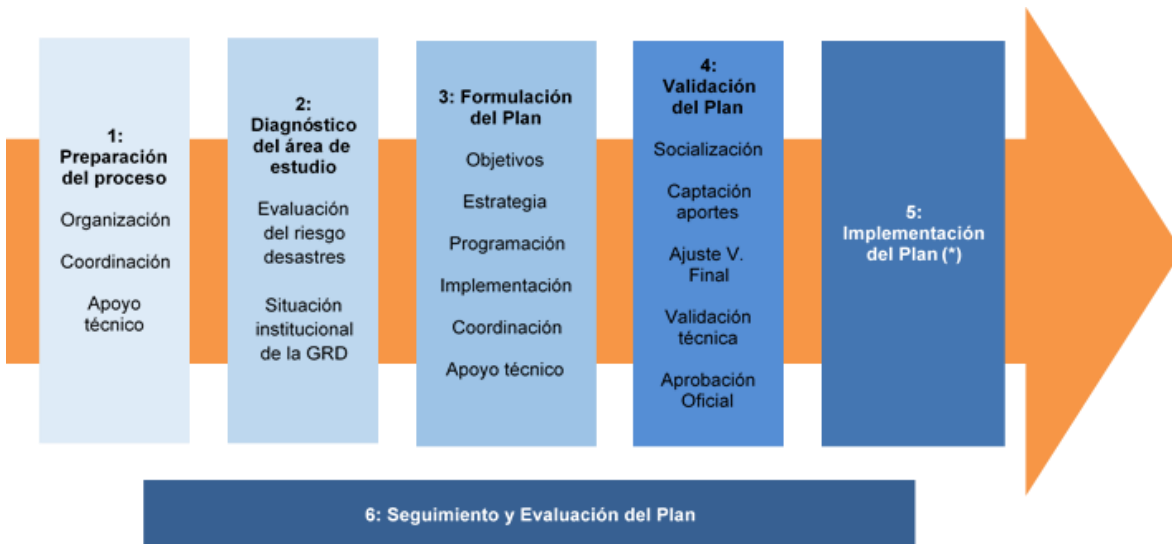 1:
Preparación
del proceso
Organización
Coordinación
Apoyo
técnico
2:
Diagnóstico
del área de
estudio
Evaluación
del riesgo
desastres
Situación
institucional
de la GRD
3: Formulación
del Plan
Objetivos
Estrategia
Programación
Implementación
Coordinación
Apoyo técnico
4:
Validación
del Plan
Socialización
Captación
aportes
Ajuste V.
Final
Validación
técnica
Aprobación
Oficial
5:
Implementación
del Plan (*)
6: Seguimiento y Evaluación del Plan